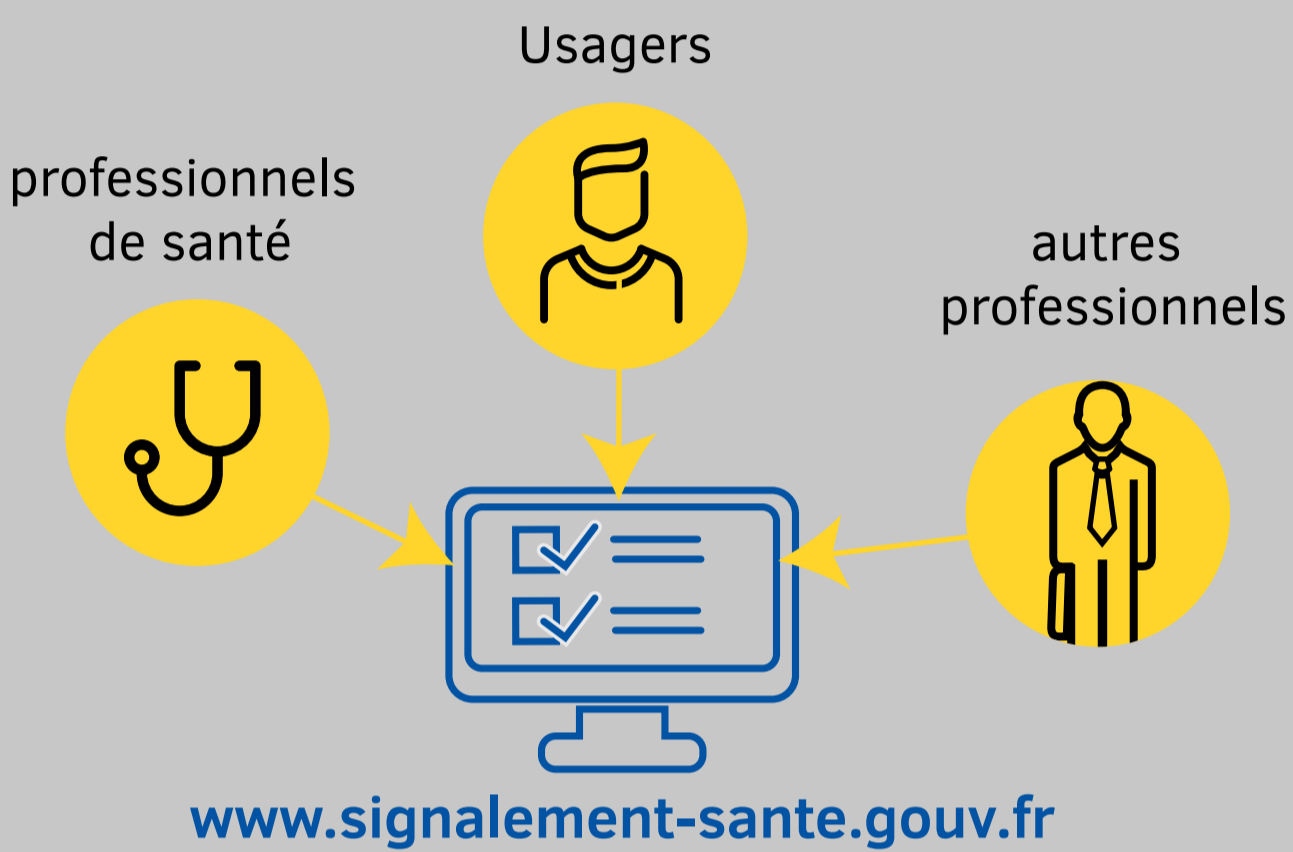 Usagers
professionnels
de santé
autres
professionnels
www.signalement-sante.gouv.fr